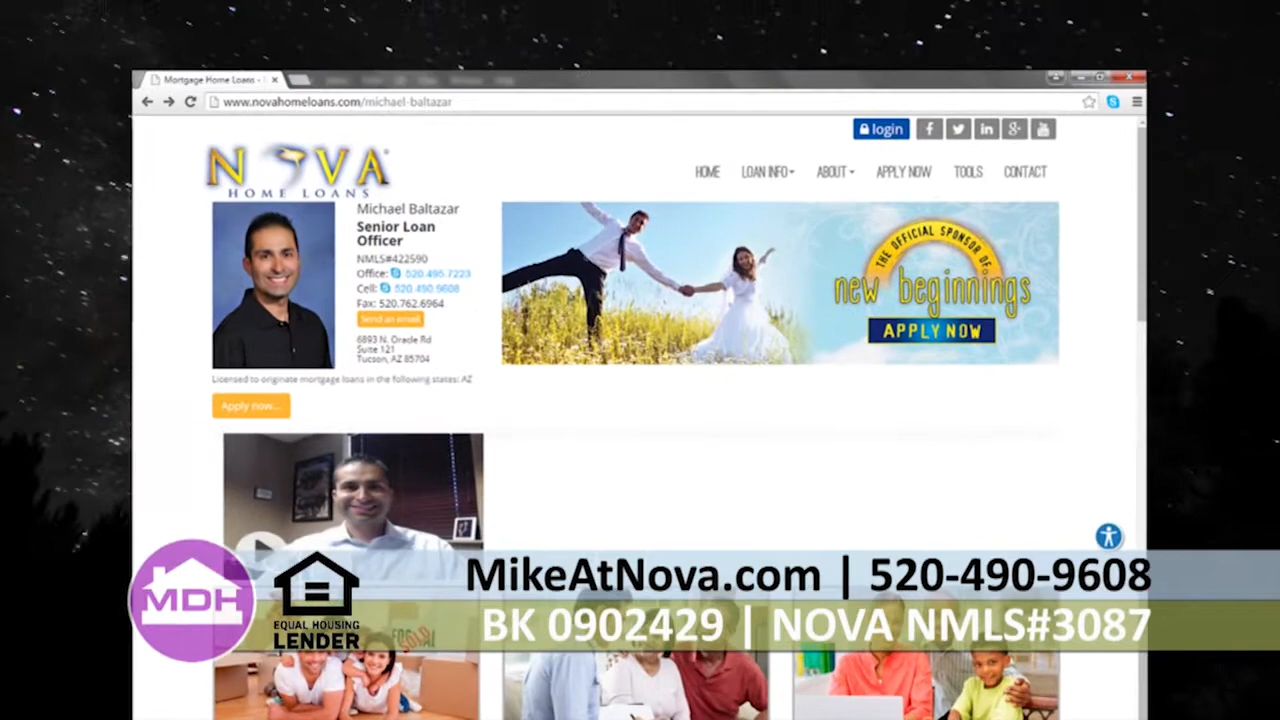 Mortgage Home Loans -
www.novahomeloans.com/michael-baltazar
login
NOVA
HOME LOANS
HOME LOAN INFO ABOUT APPLY NOW TOOLS CONTACT
Michael Baltazar
Senior Loan
Officer
NMLS#422590
Office: 520.495.7223
Cell: 520.490.9608
Fax: 520.762.6964
Send an email
6893 N. Oracle Rd
Suite 121
Tucson, AZ 85704
Licensed to originate mortgage loans in the following states: AZ
Apply now...
THE OFFICIAL SPONSOR OF
new beginnings
APPLY NOW
MDH
EQUAL HOUSING
LENDER
MikeAtNova.com | 520-490-9608
BK 0902429 | NOVA NMLS#3087